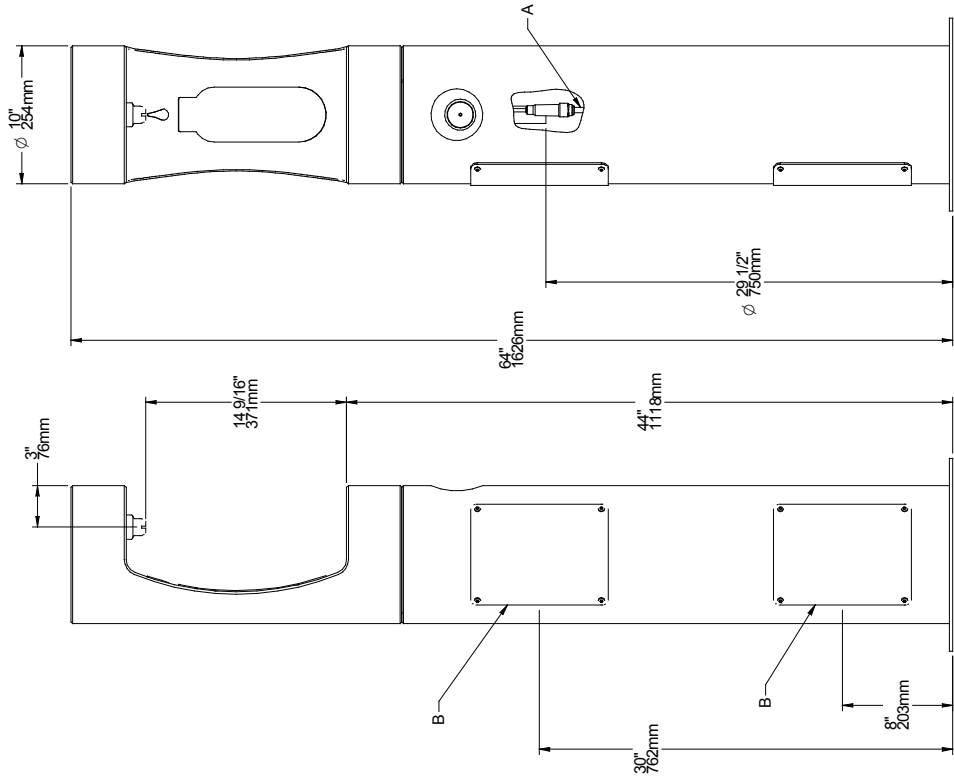 Ø 10"
254mm
A
Ø 29 1/2"
750mm
64"
1626mm
3"
76mm
14 9/16"
371mm
44"
1118mm
B
B
30"
762mm
8"
203mm